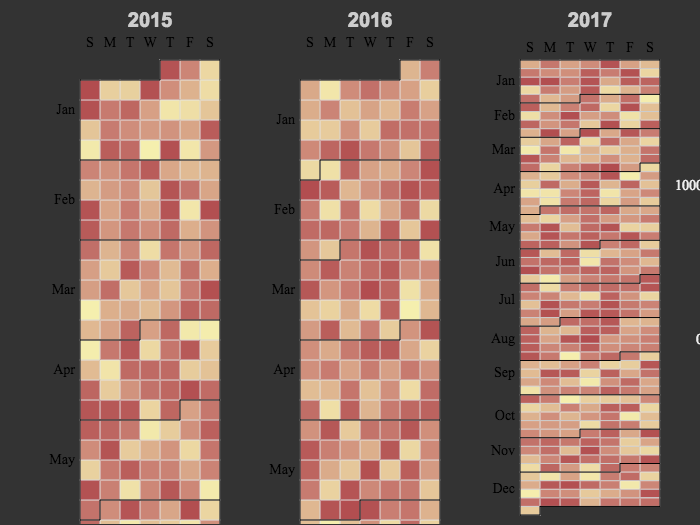 2015 2016 2017
S M T W T F S
S M T W T F S
S M T W T F S
Jan
Feb
Mar
Apr
May
Jan
Feb
Mar
Apr
May
Jan
Feb
Mar
Apr
May
Jun
Jul
Aug
Sep
Oct
Nov
Dec
1000
0